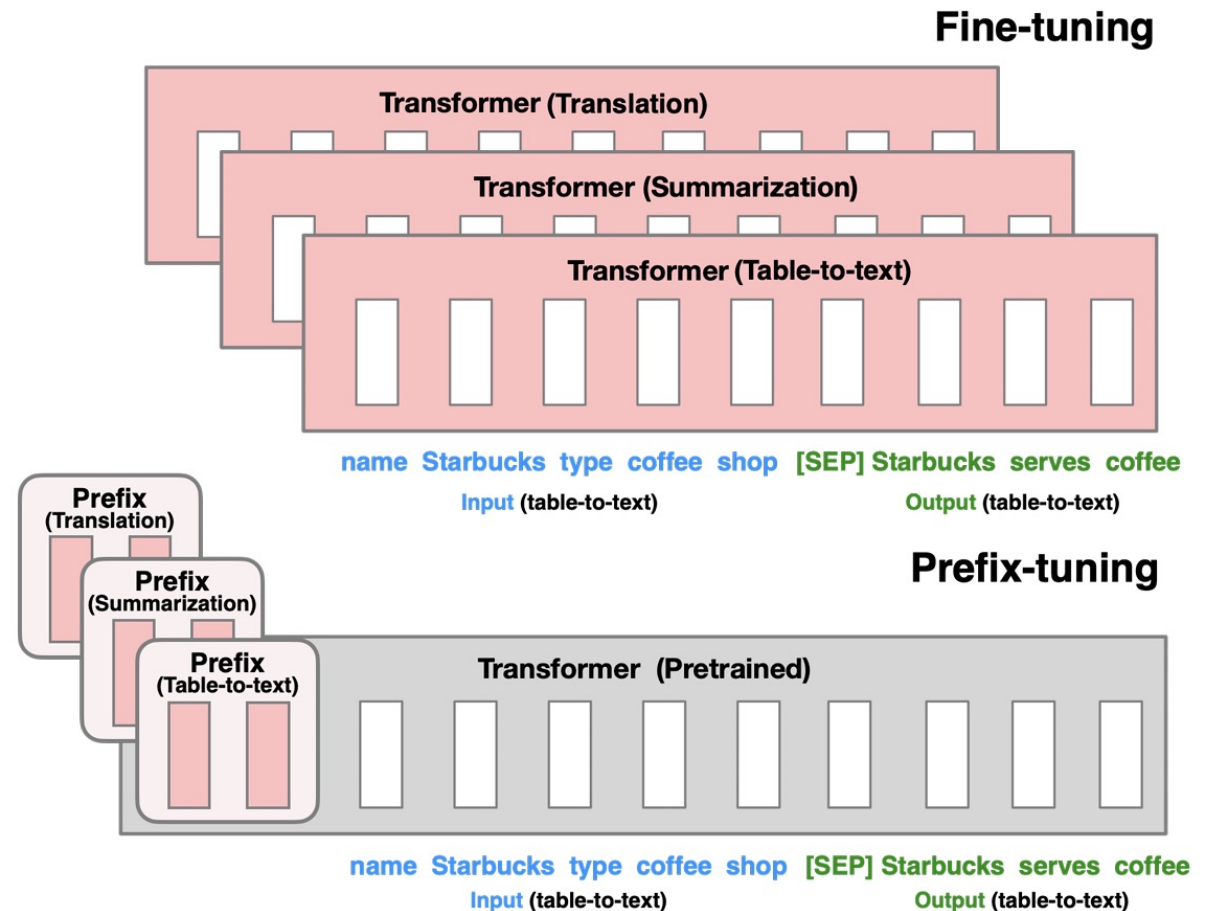 Fine-tuning
Transformer (Translation)
Transformer (Summarization)
Transformer (Table-to-text)
name Starbucks type coffee shop [SEP] Starbucks serves coffee
Input (table-to-text) Output (table-to-text)
Prefix
(Translation)
Prefix-tuning
Prefix
(Summarization)
Prefix
(Table-to-text)
Transformer (Pretrained)
name Starbucks type coffee shop [SEP] Starbucks serves coffee
Input (table-to-text) Output (table-to-text)